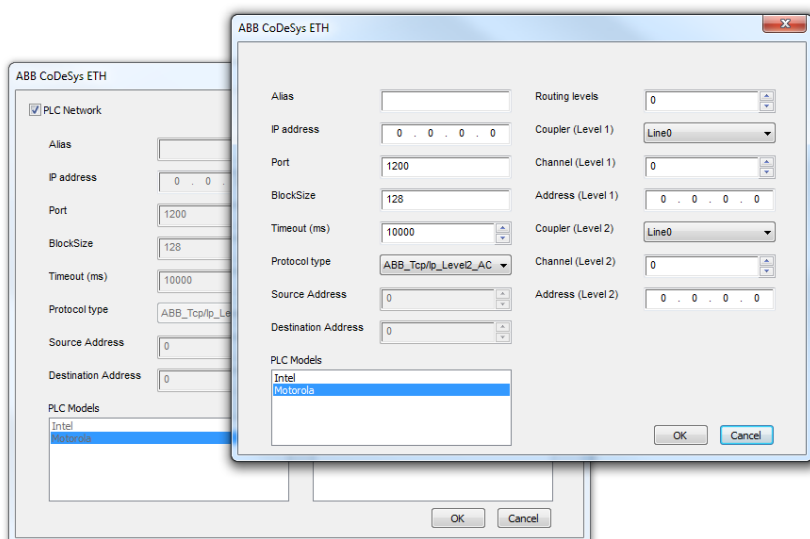 ABB CoDeSys ETH
Alias
IP address 0 . 0 . 0 . 0
Port 1200
BlockSize 128
Timeout (ms) 10000
Protocol type ABB_Tcp/Ip_Level2_AC
Source Address 0
Destination Address 0
PLC Models
Intel
Motorola
Routing levels 0
Coupler (Level 1) Line0
Channel (Level 1) 0
Address (Level 1) 0 . 0 . 0 . 0
Coupler (Level 2) Line0
Channel (Level 2) 0
Address (Level 2) 0 . 0 . 0 . 0
OK Cancel
ABB CoDeSys ETH
PLC Network
Alias
IP address 0 . 0 .
Port 1200
BlockSize 128
Timeout (ms) 10000
Protocol type ABB_Tcp/Ip_Le
Source Address 0
Destination Address 0
PLC Models
Intel
Motorola
OK Cancel